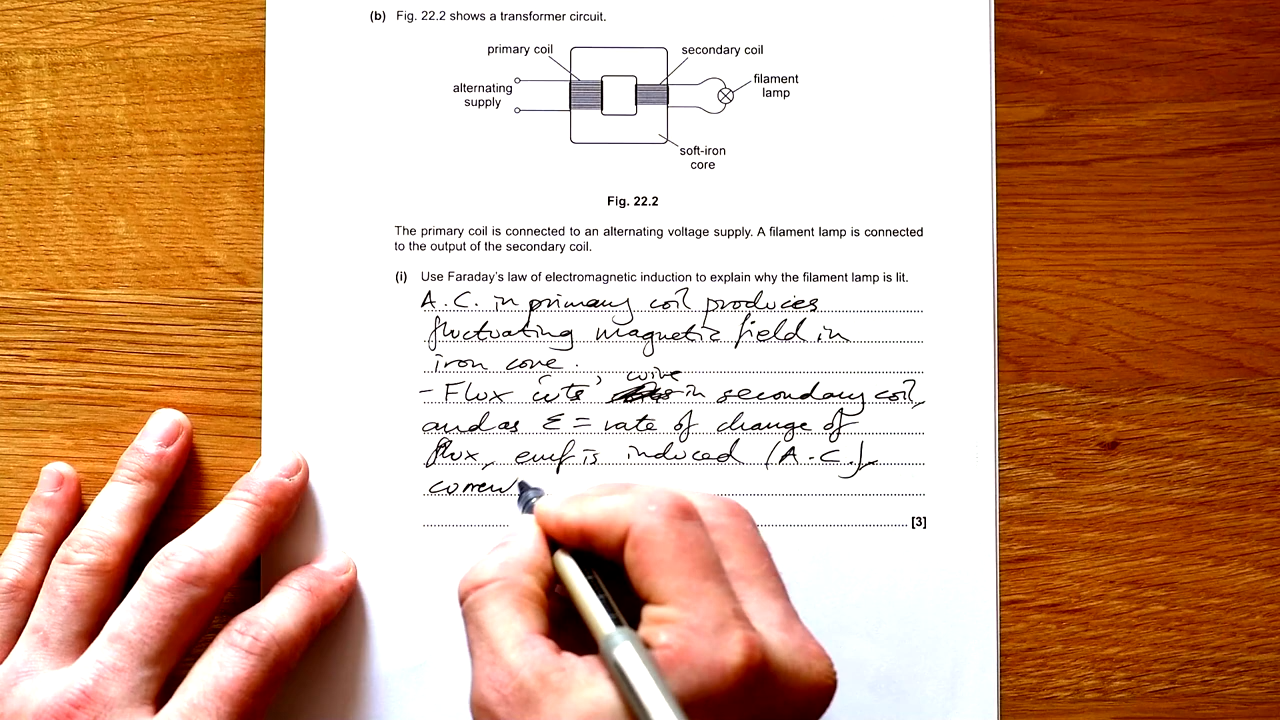 (b) Fig. 22.2 shows a transformer circuit.
primary coil
secondary coil
alternating
supply
filament
lamp
soft-iron
core
Fig. 22.2
The primary coil is connected to an alternating voltage supply. A filament lamp is connected
to the output of the secondary coil.
(i) Use Faraday's law of electromagnetic induction to explain why the filament lamp is lit.
A.C. in primary coil produces
fluctuating magnetic field in
iron core.
- Flux 'cuts' wire in secondary coil,
and as ε = rate of change of
flux, emf is induced (A.C.)
[3]